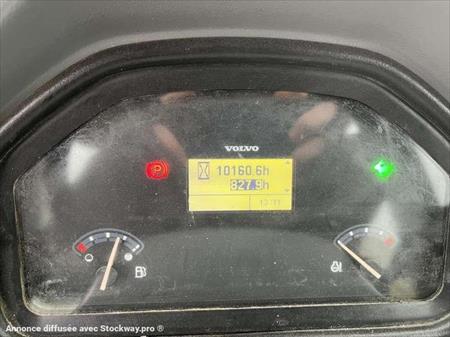 VOLVO
P
10160.6h
827.9h
Annonce diffusée avec Stockway.pro ®